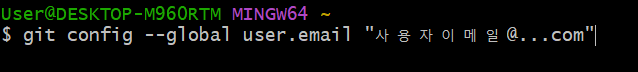 User@DESKTOP-M960RTM MINGW64 ~
$ git config --global user.email "사용자이메일@...com"